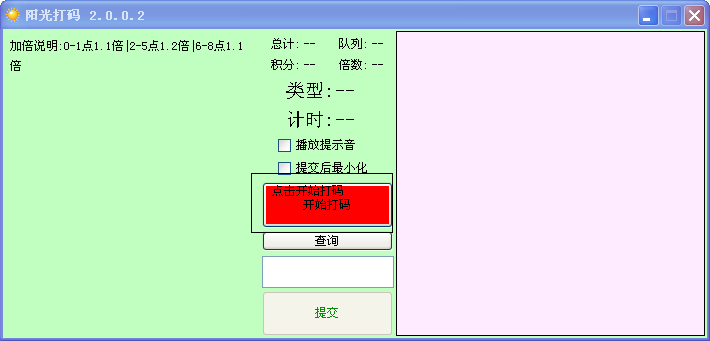 阳光打码 2.0.0.2
加倍说明:0-1点1.1倍|2-5点1.2倍|6-8点1.1
倍
总计:-- 队列:--
积分:-- 倍数:--
类型:--
计时:--
播放提示音
提交后最小化
点击开始打码
开始打码
查询
提交